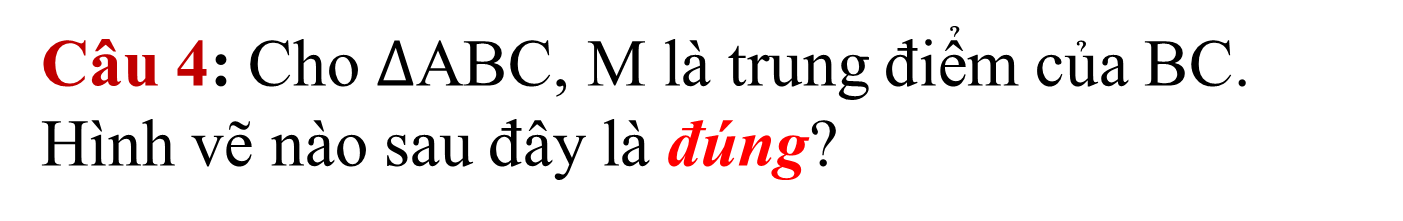 Câu 4: Cho ΔABC, M là trung điểm của BC.
Hình vẽ nào sau đây là đúng?